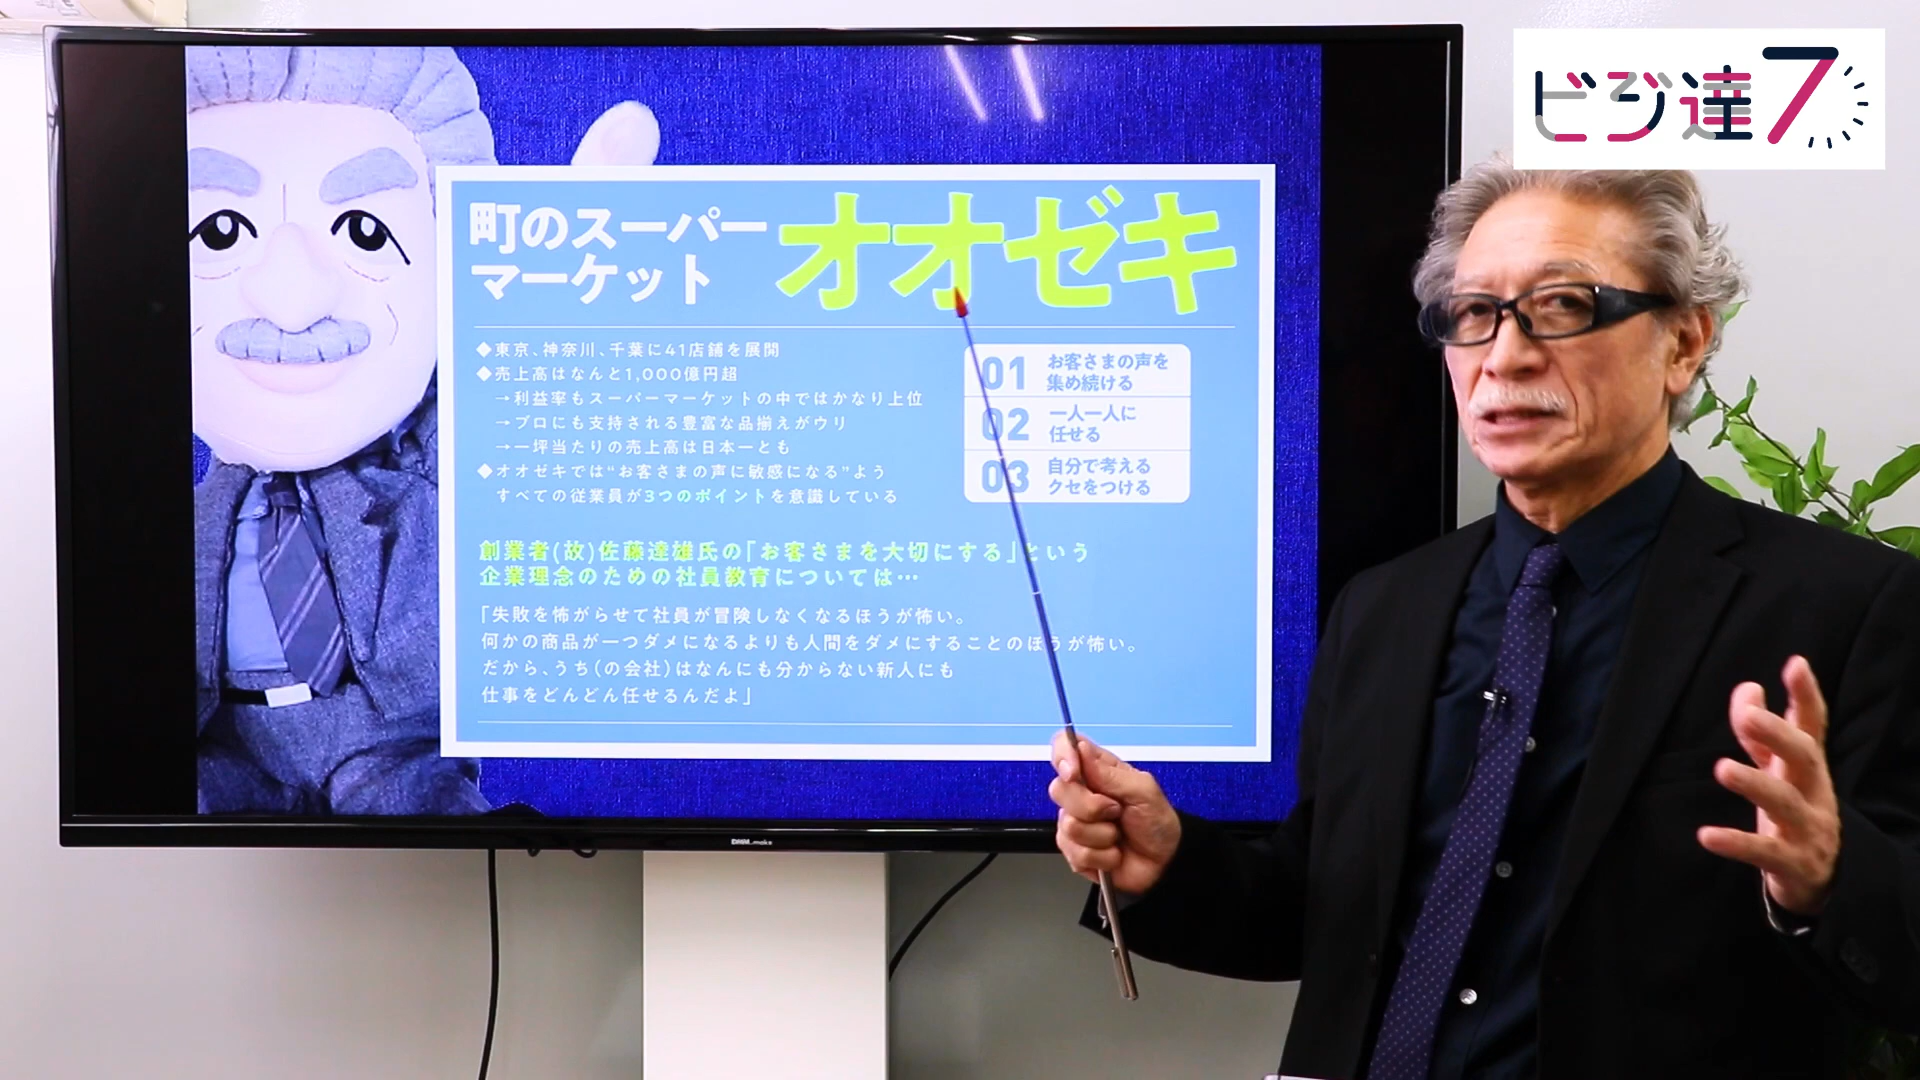 ビジ達7
町のスーパー
マーケット
オオゼキ
◆東京、神奈川、千葉に41店舗を展開
◆売上高はなんと1,000億円超
→利益率もスーパーマーケットの中ではかなり上位
→プロにも支持される豊富な品揃えがウリ
→一坪当たりの売上高は日本一とも
◆オオゼキでは“お客さまの声に敏感になる”よう
すべての従業員が3つのポイントを意識している
01 お客さまの声を
集め続ける
02 一人一人に
任せる
03 自分で考える
クセをつける
創業者(故)佐藤達雄氏の「お客さまを大切にする」という
企業理念のための社員教育については…
「失敗を怖がらせて社員が冒険しなくなるほうが怖い。
何かの商品が一つダメになるよりも人間をダメにすることのほうが怖い。
だから、うち(の会社)はなんにも分からない新人にも
仕事をどんどん任せるんだよ」
DMM.make